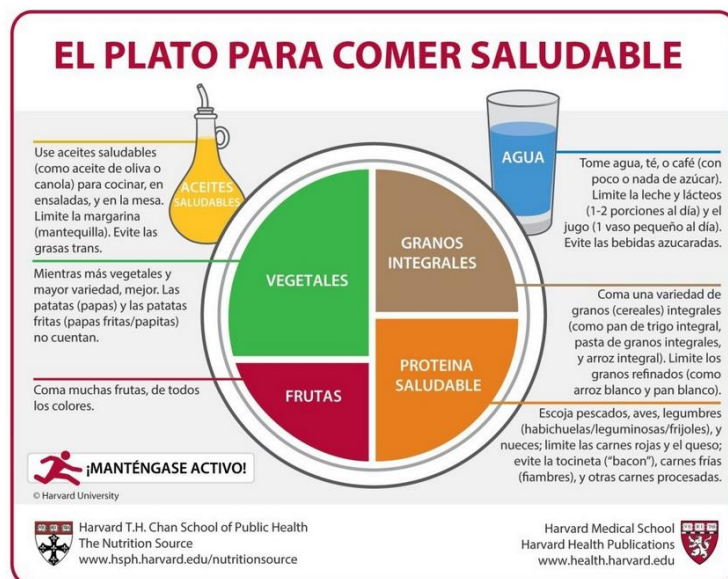 EL PLATO PARA COMER SALUDABLE
Use aceites saludables
(como aceite de oliva o
canola) para cocinar, en
ensaladas, y en la mesa.
Limite la margarina
(mantequilla). Evite las
grasas trans.
ACEITES
SALUDABLES
AGUA
Tome agua, té, o café (con
poco o nada de azúcar).
Limite la leche y lácteos
(1-2 porciones al día) y el
jugo (1 vaso pequeño al día).
Evite las bebidas azucaradas.
Mientras más vegetales y
mayor variedad, mejor. Las
patatas (papas) y las patatas
fritas (papas fritas/papitas)
no cuentan.
VEGETALES
GRANOS
INTEGRALES
Coma una variedad de
granos (cereales) integrales
(como pan de trigo integral,
pasta de granos integrales,
y arroz integral). Limite los
granos refinados (como
arroz blanco y pan blanco).
Coma muchas frutas, de todos
los colores.
FRUTAS
PROTEINA
SALUDABLE
Escoja pescados, aves, legumbres
(habichuelas/leguminosas/frijoles), y
nueces; limite las carnes rojas y el queso;
evite la tocineta ("bacon"), carnes frías
(fiambres), y otras carnes procesadas.
¡MANTÉNGASE ACTIVO!
© Harvard University
Harvard T.H. Chan School of Public Health
The Nutrition Source
www.hsph.harvard.edu/nutritionsource
Harvard Medical School
Harvard Health Publications
www.health.harvard.edu